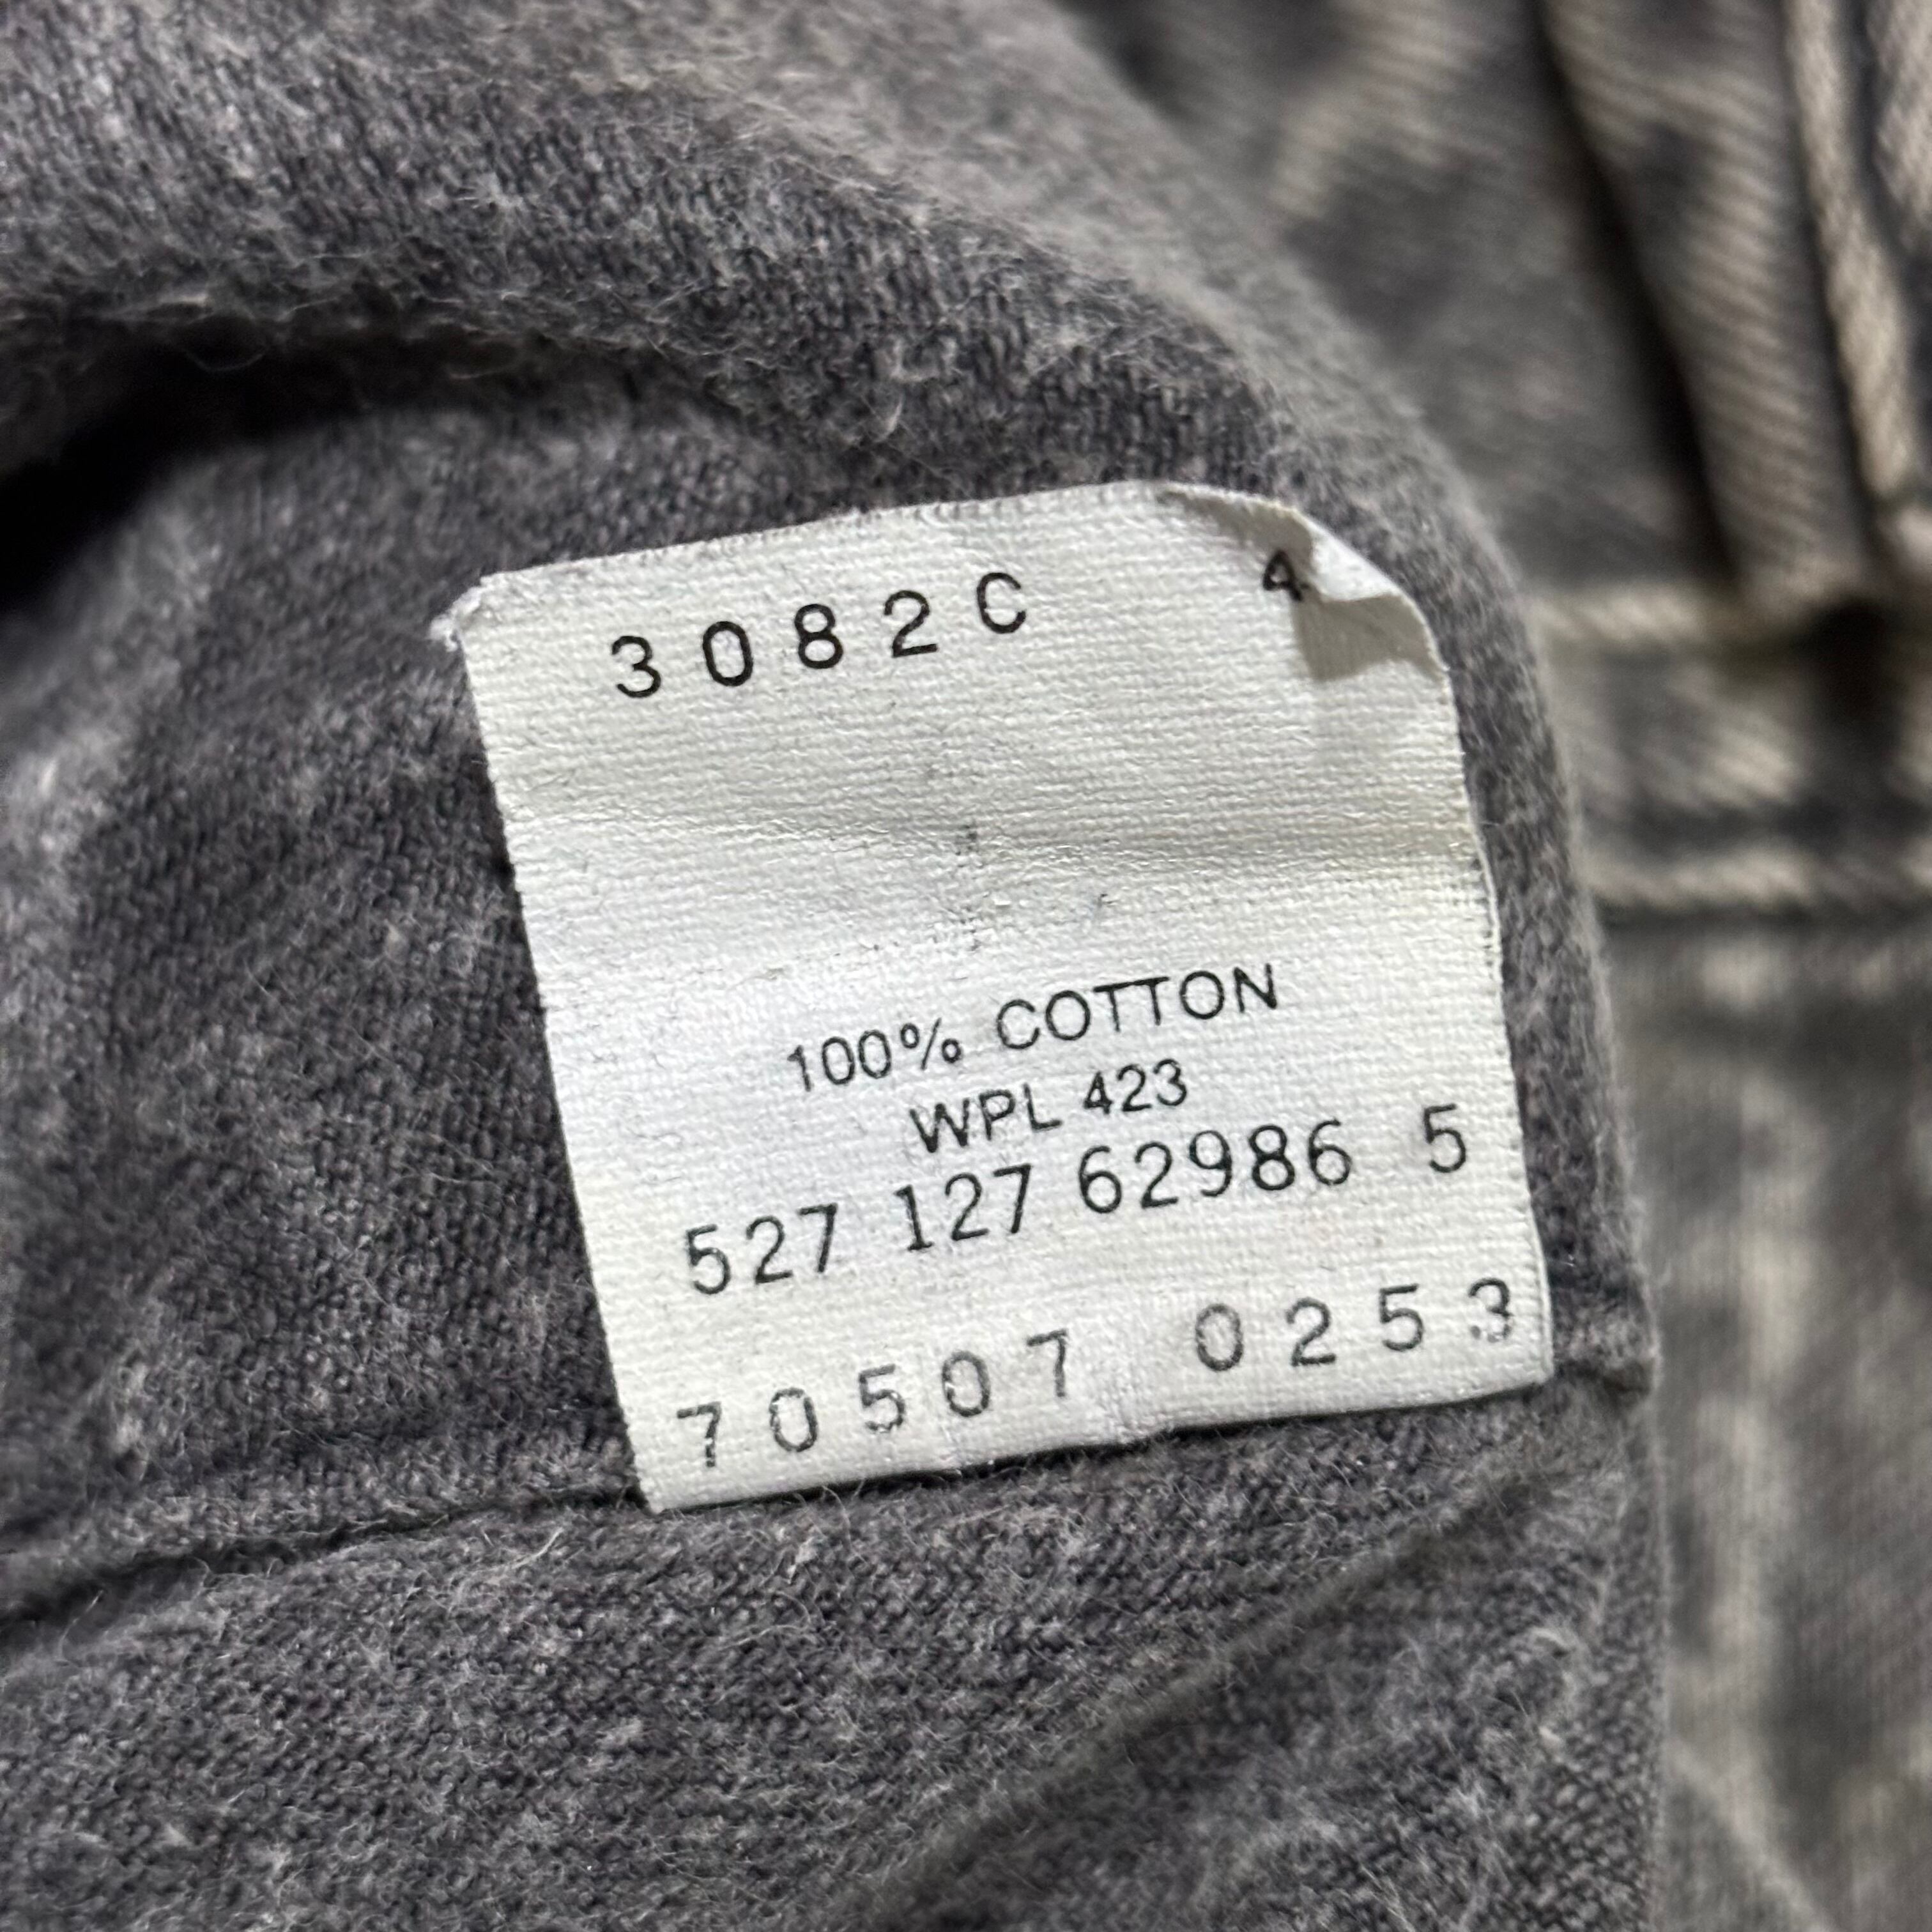 3082C 4
100% COTTON
WPL 423
527 127 62986 5
70507 0253